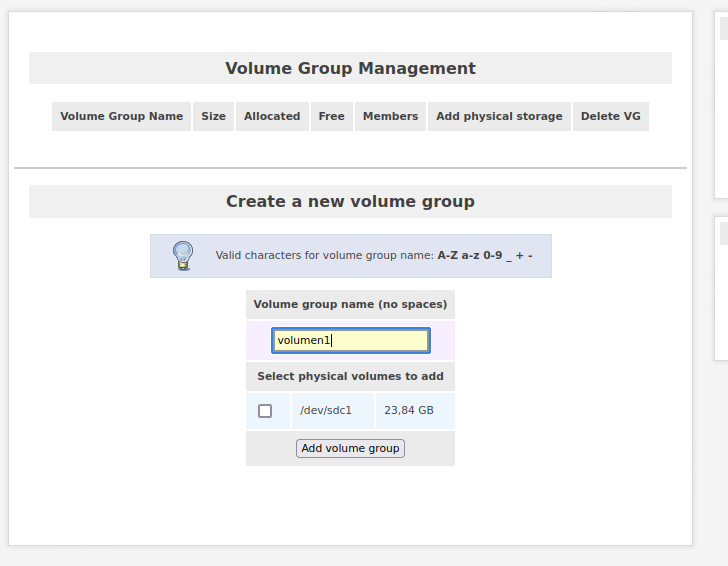 Volume Group Management
Volume Group Name Size Allocated Free Members Add physical storage Delete VG
Create a new volume group
Valid characters for volume group name: A-Z a-z 0-9 _ + -
Volume group name (no spaces)
volumen1
Select physical volumes to add
/dev/sdc1 23,84 GB
Add volume group